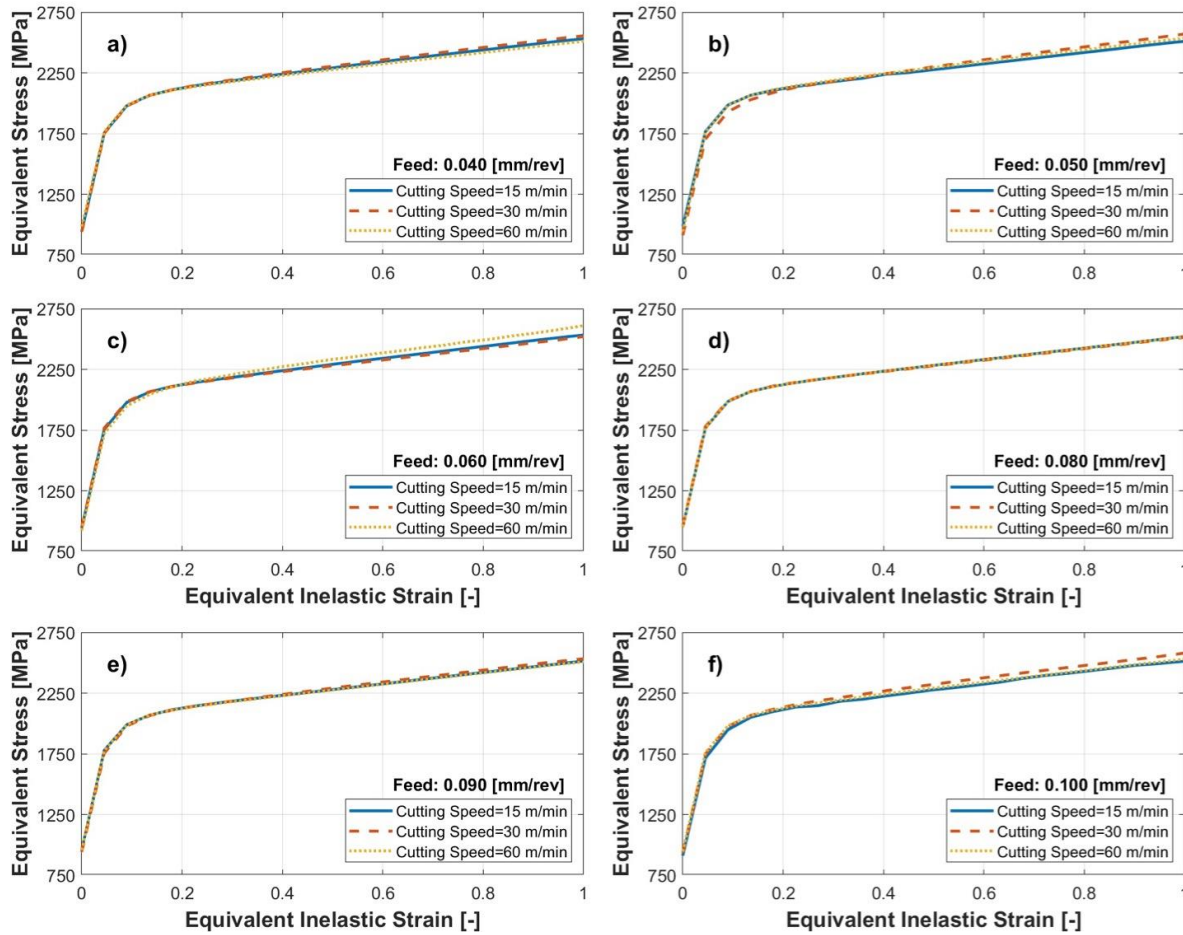 a)
Equivalent Stress [MPa]
2750
2250
1750
1250
750
Feed: 0.040 [mm/rev]
Cutting Speed=15 m/min
Cutting Speed=30 m/min
Cutting Speed=60 m/min
0 0.2 0.4 0.6 0.8 1
b)
Equivalent Stress [MPa]
2750
2250
1750
1250
750
Feed: 0.050 [mm/rev]
Cutting Speed=15 m/min
Cutting Speed=30 m/min
Cutting Speed=60 m/min
0 0.2 0.4 0.6 0.8 1
c)
Equivalent Stress [MPa]
2750
2250
1750
1250
750
Feed: 0.060 [mm/rev]
Cutting Speed=15 m/min
Cutting Speed=30 m/min
Cutting Speed=60 m/min
0 0.2 0.4 0.6 0.8 1
Equivalent Inelastic Strain [-]
d)
Equivalent Stress [MPa]
2750
2250
1750
1250
750
Feed: 0.080 [mm/rev]
Cutting Speed=15 m/min
Cutting Speed=30 m/min
Cutting Speed=60 m/min
0 0.2 0.4 0.6 0.8 1
Equivalent Inelastic Strain [-]
e)
Equivalent Stress [MPa]
2750
2250
1750
1250
750
Feed: 0.090 [mm/rev]
Cutting Speed=15 m/min
Cutting Speed=30 m/min
Cutting Speed=60 m/min
0 0.2 0.4 0.6 0.8 1
Equivalent Inelastic Strain [-]
f)
Equivalent Stress [MPa]
2750
2250
1750
1250
750
Feed: 0.100 [mm/rev]
Cutting Speed=15 m/min
Cutting Speed=30 m/min
Cutting Speed=60 m/min
0 0.2 0.4 0.6 0.8 1
Equivalent Inelastic Strain [-]